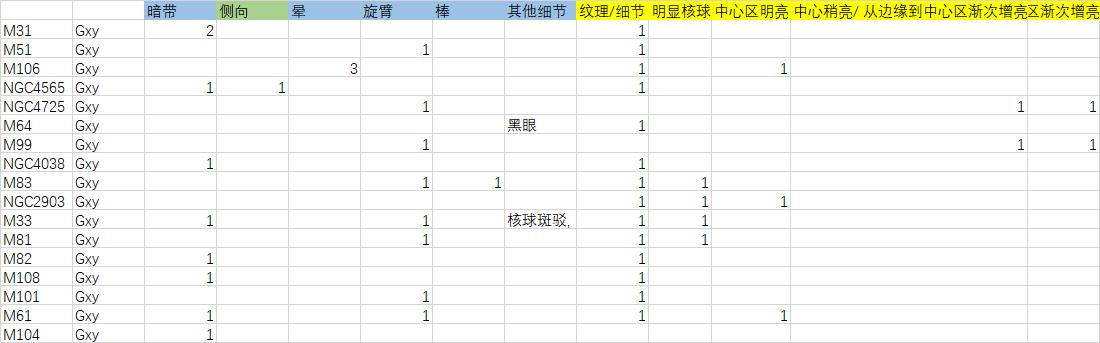 暗带 侧向 晕 旋臂 棒 其他细节 纹理/细节 明显核球 中心区明亮 中心稍亮/ 从边缘到中心区渐次增亮 区渐次增亮
M31 Gxy 2 1
M51 Gxy 1 1
M106 Gxy 3 1 1
NGC4565 Gxy 1 1 1
NGC4725 Gxy 1 1 1
M64 Gxy 黑眼 1
M99 Gxy 1 1 1
NGC4038 Gxy 1 1
M83 Gxy 1 1 1 1
NGC2903 Gxy 1 1 1
M33 Gxy 1 1 核球斑驳, 1 1
M81 Gxy 1 1 1
M82 Gxy 1 1
M108 Gxy 1 1
M101 Gxy 1 1
M61 Gxy 1 1 1 1
M104 Gxy 1